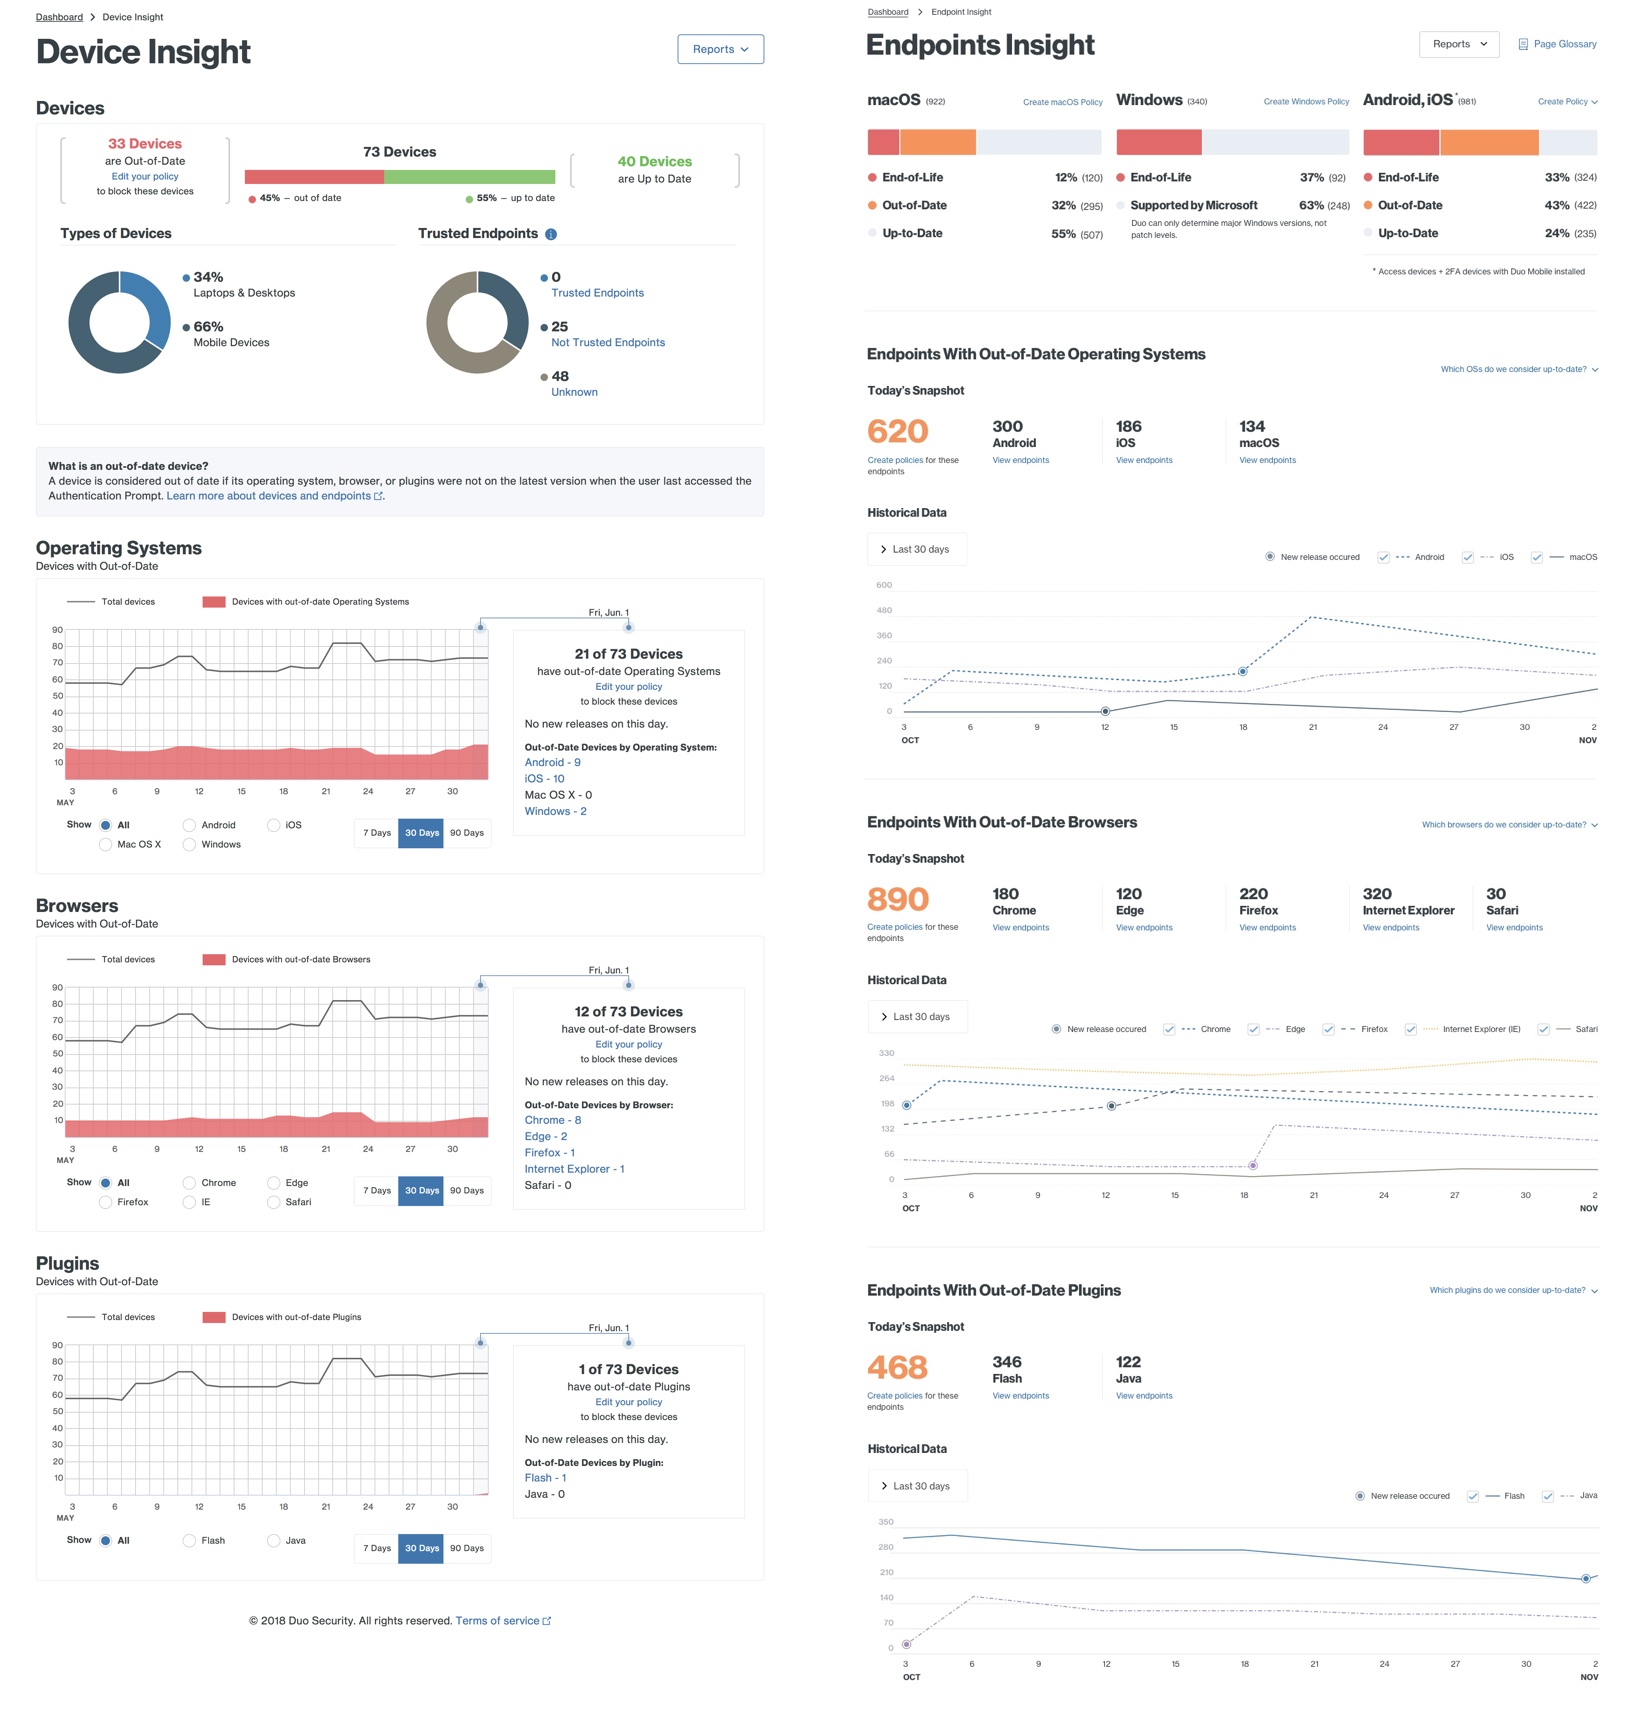 Dashboard > Device Insight
Device Insight
Reports
Devices
33 Devices
are Out-of-Date
Edit your policy
to block these devices
73 Devices
45% — out of date
55% — up to date
40 Devices
are Up to Date
Types of Devices
34%
Laptops & Desktops
66%
Mobile Devices
Trusted Endpoints
0
Trusted Endpoints
25
Not Trusted Endpoints
48
Unknown
What is an out-of-date device?
A device is considered out of date if its operating system, browser, or plugins were not on the latest version when the user last accessed the
Authentication Prompt. Learn more about devices and endpoints.
Operating Systems
Devices with Out-of-Date
Total devices
Devices with out-of-date Operating Systems
90
80
70
60
50
40
30
20
10
3 6 9 12 15 18 21 24 27 30
MAY
Show All Android iOS
Mac OS X Windows
7 Days 30 Days 90 Days
Fri, Jun. 1
21 of 73 Devices
have out-of-date Operating Systems
Edit your policy
to block these devices
No new releases on this day.
Out-of-Date Devices by Operating System:
Android - 9
iOS - 10
Mac OS X - 0
Windows - 2
Browsers
Devices with Out-of-Date
Total devices
Devices with out-of-date Browsers
90
80
70
60
50
40
30
20
10
3 6 9 12 15 18 21 24 27 30
MAY
Show All Chrome Edge
Firefox IE Safari
7 Days 30 Days 90 Days
Fri, Jun. 1
12 of 73 Devices
have out-of-date Browsers
Edit your policy
to block these devices
No new releases on this day.
Out-of-Date Devices by Browser:
Chrome - 8
Edge - 2
Firefox - 1
Internet Explorer - 1
Safari - 0
Plugins
Devices with Out-of-Date
Total devices
Devices with out-of-date Plugins
90
80
70
60
50
40
30
20
10
3 6 9 12 15 18 21 24 27 30
MAY
Show All Flash Java
7 Days 30 Days 90 Days
Fri, Jun. 1
1 of 73 Devices
have out-of-date Plugins
Edit your policy
to block these devices
No new releases on this day.
Out-of-Date Devices by Plugin:
Flash - 1
Java - 0
© 2018 Duo Security. All rights reserved. Terms of service
Dashboard > Endpoint Insight
Endpoints Insight
Reports
Page Glossary
macOS (922)
Create macOS Policy
End-of-Life 12% (120)
Out-of-Date 32% (295)
Up-to-Date 55% (507)
Windows (340)
Create Windows Policy
End-of-Life 37% (92)
Supported by Microsoft 63% (248)
Duo can only determine major Windows versions, not
patch levels.
Android, iOS * (981)
Create Policy
End-of-Life 33% (324)
Out-of-Date 43% (422)
Up-to-Date 24% (235)
* Access devices + 2FA devices with Duo Mobile installed
Endpoints With Out-of-Date Operating Systems
Which OSs do we consider up-to-date?
Today's Snapshot
620
Create policies for these
endpoints
300
Android
View endpoints
186
iOS
View endpoints
134
macOS
View endpoints
Historical Data
Last 30 days
New release occured Android iOS macOS
600
480
360
240
120
0
3 6 9 12 15 18 21 24 27 30 2
OCT NOV
Endpoints With Out-of-Date Browsers
Which browsers do we consider up-to-date?
Today's Snapshot
890
Create policies for these
endpoints
180
Chrome
View endpoints
120
Edge
View endpoints
220
Firefox
View endpoints
320
Internet Explorer
View endpoints
30
Safari
View endpoints
Historical Data
Last 30 days
New release occured Chrome Edge Firefox Internet Explorer (IE) Safari
330
264
198
132
66
0
3 6 9 12 15 18 21 24 27 30 2
OCT NOV
Endpoints With Out-of-Date Plugins
Which plugins do we consider up-to-date?
Today's Snapshot
468
Create policies for these
endpoints
346
Flash
View endpoints
122
Java
View endpoints
Historical Data
Last 30 days
New release occured Flash Java
350
280
210
140
70
0
3 6 9 12 15 18 21 24 27 30 2
OCT NOV